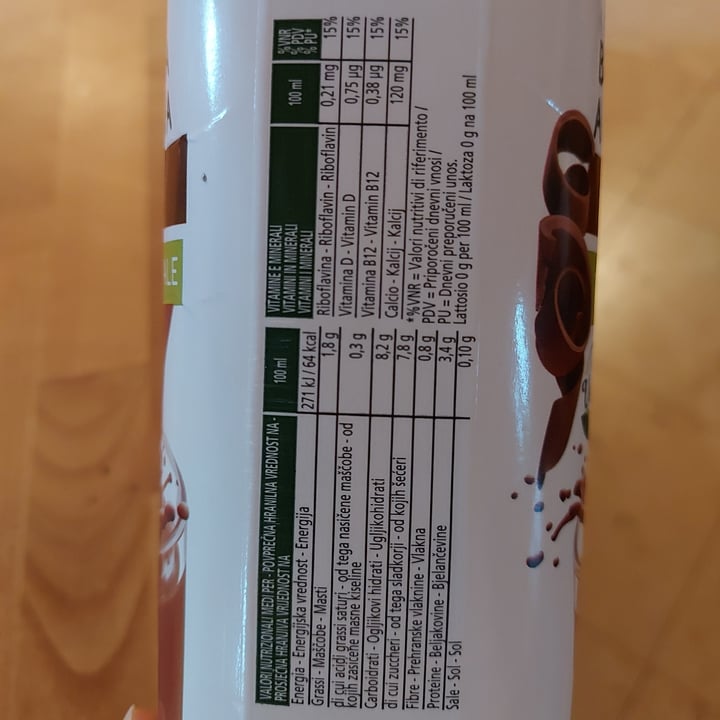 VALORI NUTRIZIONALI MEDI PER - POVPREČNA HRANILNA VREDNOST NA -
PROSJEČNA HRANJIVA VRIJEDNOST NA
100 ml
Energia - Energijska vrednost - Energija 271 kJ / 64 kcal
Grassi - Maščobe - Masti 1,8 g
di cui acidi grassi saturi - od tega nasičene maščobe - od
kojih zasićene masne kiseline 0,3 g
Carboidrati - Ogljikovi hidrati - Ugljikohidrati 8,2 g
di cui zuccheri - od tega sladkorji - od kojih šećeri 7,8 g
Fibre - Prehranske vlaknine - Vlakna 0,8 g
Proteine - Beljakovine - Bjelančevine 3,4 g
Sale - Sol - Sol 0,10 g
VITAMINE E MINERALI
VITAMINI IN MINERALI
VITAMINI I MINERALI
100 ml
%VNR*
% PDV*
% PU*
Riboflavina - Riboflavin - Riboflavin 0,21 mg 15%
Vitamina D - Vitamin D 0,75 µg 15%
Vitamina B12 - Vitamin B12 0,38 µg 15%
Calcio - Kalcij - Kalcij 120 mg 15%
*%VNR = Valori nutritivi di riferimento /
PDV = Priporočeni dnevni vnosi /
PU = Dnevni preporučeni unos.
Lattosio 0 g per 100 ml / Laktoza 0 g na 100 ml